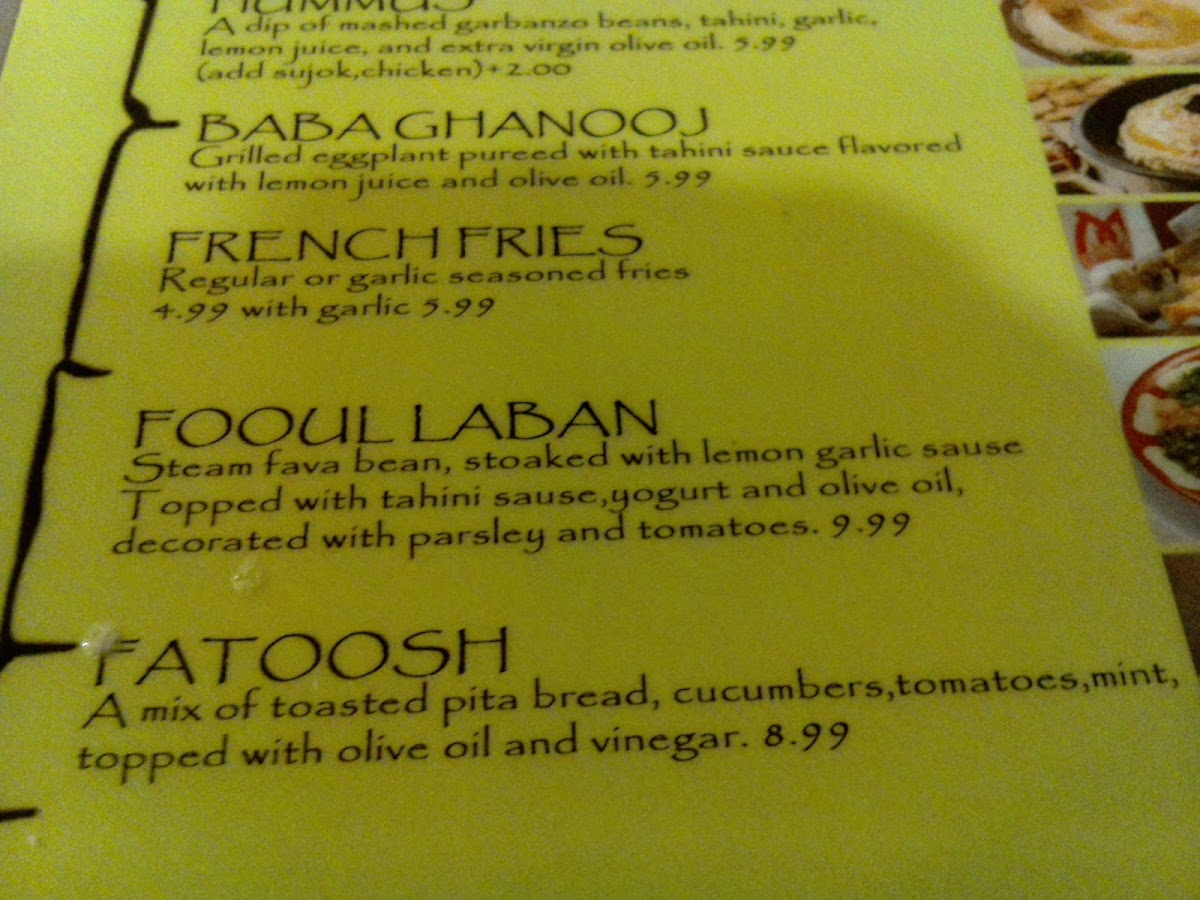 HUMMUS
A dip of mashed garbanzo beans, tahini, garlic,
lemon juice, and extra virgin olive oil. 5.99
(add sujok,chicken)+2.00
BABA GHANOOJ
Grilled eggplant pureed with tahini sauce flavored
with lemon juice and olive oil. 5.99
FRENCH FRIES
Regular or garlic seasoned fries
4.99 with garlic 5.99
FOOUL LABAN
Steam fava bean, stoaked with lemon garlic sause
Topped with tahini sause,yogurt and olive oil,
decorated with parsley and tomatoes. 9.99
FATOOSH
A mix of toasted pita bread, cucumbers,tomatoes,mint,
topped with olive oil and vinegar. 8.99